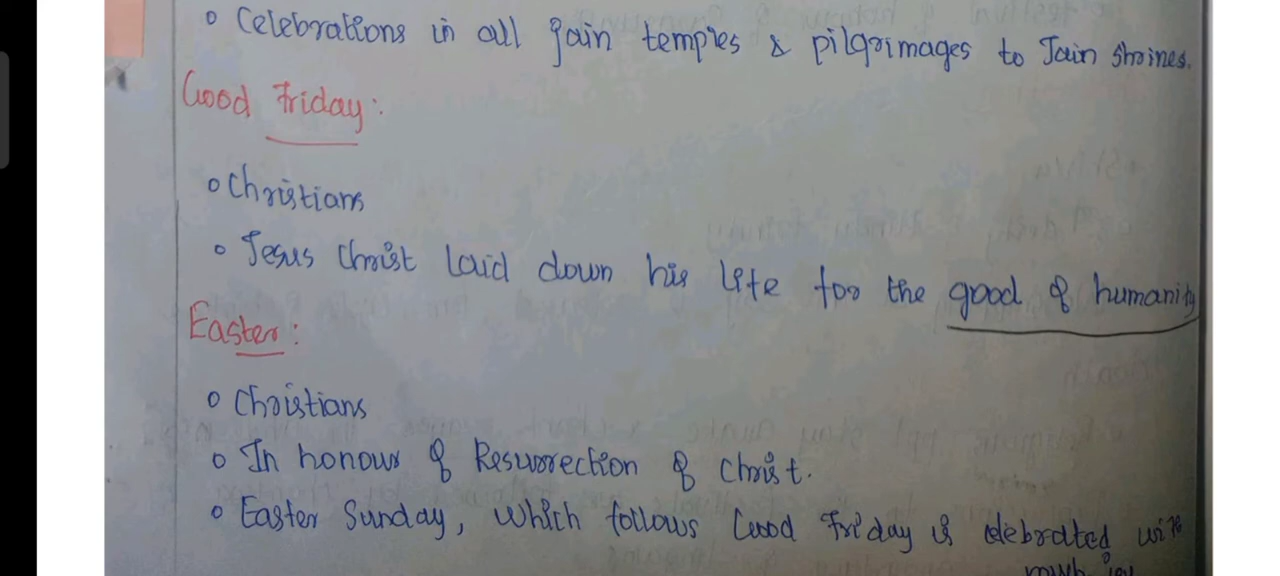 o Celebrations in all Jain temples & pilgrimages to Jain Shrines.
Good Friday:
o Christians
o Jesus Christ laid down his life for the good of humanity
Easter:
o Christians
o In honour of Resurrection of Christ.
o Easter Sunday, which follows Good Friday is celebrated with
much joy